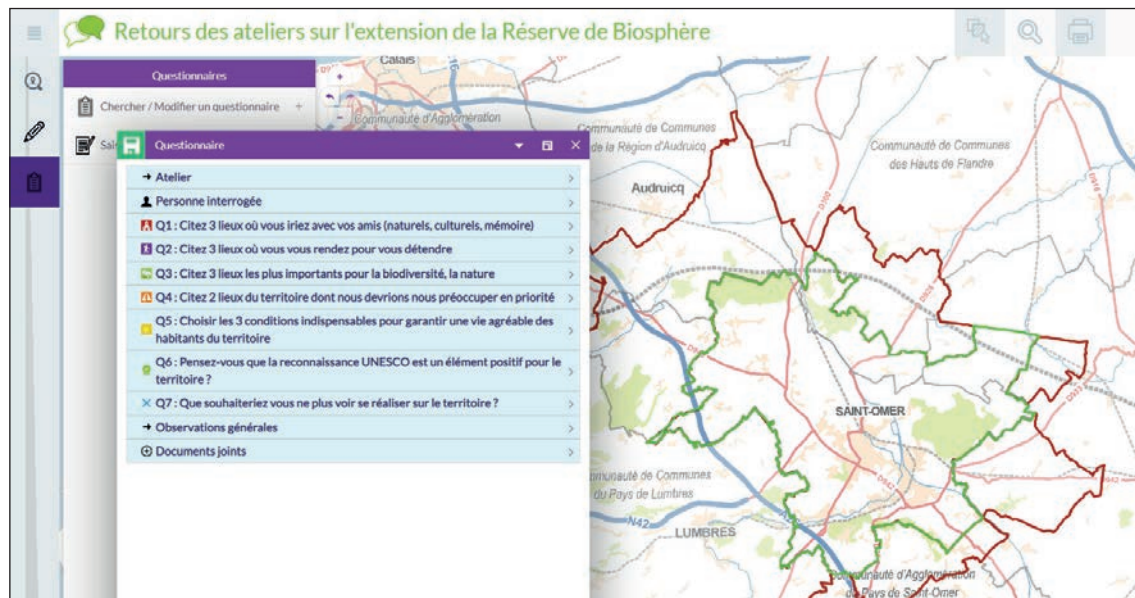 Retours des ateliers sur l'extension de la Réserve de Biosphère
Questionnaires
Chercher / Modifier un questionnaire +
Questionnaire
→ Atelier
Personne interrogée
Q1 : Citez 3 lieux où vous iriez avec vos amis (naturels, culturels, mémoire)
Q2 : Citez 3 lieux où vous vous rendez pour vous détendre
Q3 : Citez 3 lieux les plus importants pour la biodiversité, la nature
Q4 : Citez 2 lieux du territoire dont nous devrions nous préoccuper en priorité
Q5 : Choisir les 3 conditions indispensables pour garantir une vie agréable des
habitants du territoire
Q6 : Pensez-vous que la reconnaissance UNESCO est un élément positif pour le
territoire ?
Q7 : Que souhaiteriez vous ne plus voir se réaliser sur le territoire ?
→ Observations générales
Documents joints
Calais
Communauté d'Agglomération
Communauté de Communes
de la Région d'Audruicq
Communauté de Communes
des Hauts de Flandre
Audruicq
D300
D916
D928
SAINT-OMER
D942
D942
Communauté de Communes
du Pays de Lumbres
N42
LUMBRES
Communauté d'Agglomération
du Pays de Saint-Omer